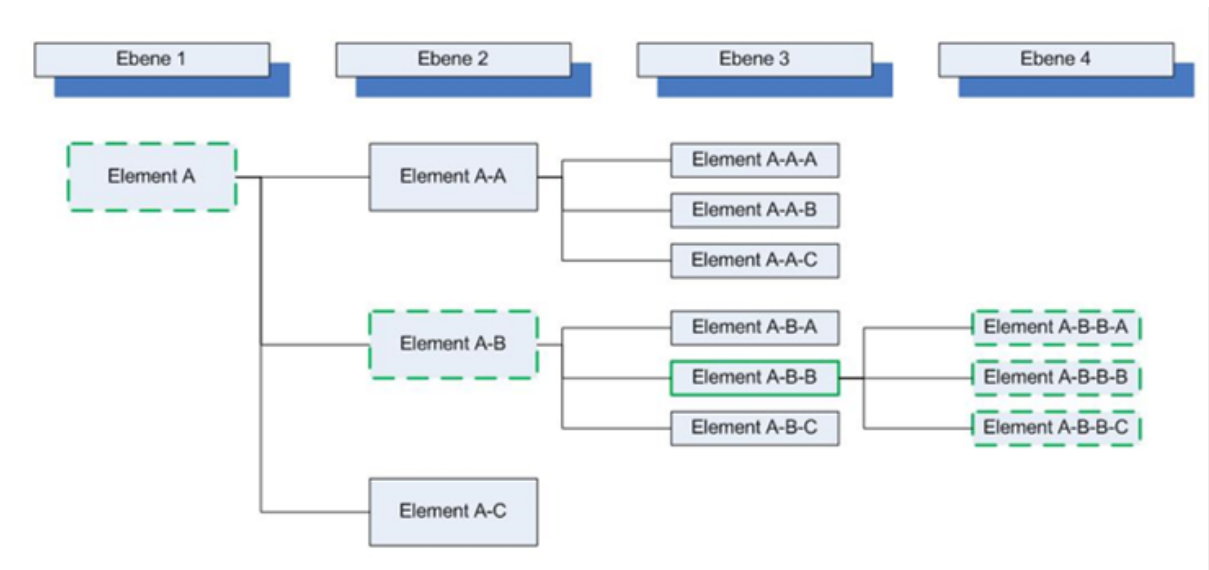 Ebene 1
Ebene 2
Ebene 3
Ebene 4
Element A
Element A-A
Element A-A-A
Element A-A-B
Element A-A-C
Element A-B
Element A-B-A
Element A-B-B
Element A-B-C
Element A-B-B-A
Element A-B-B-B
Element A-B-B-C
Element A-C